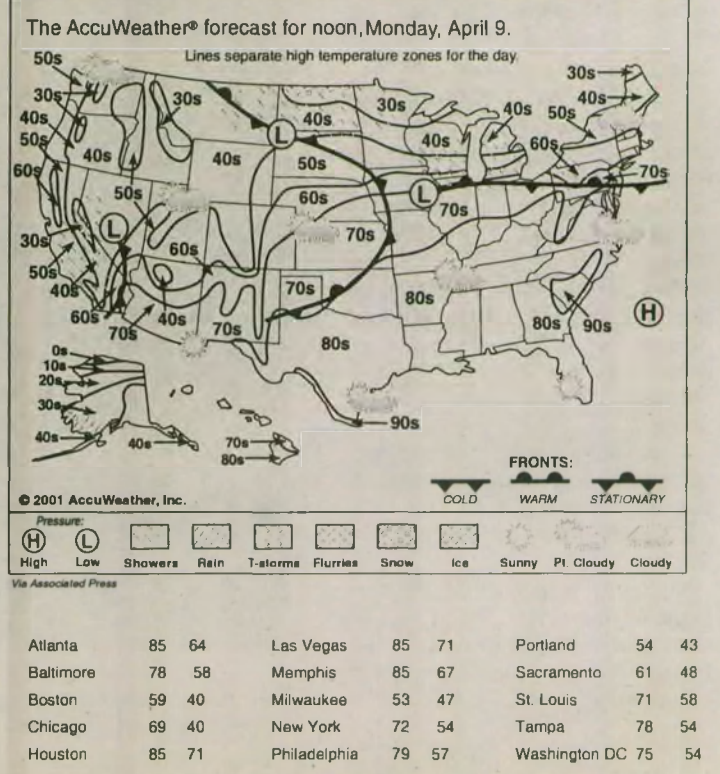 The AccuWeather® forecast for noon, Monday, April 9.
Lines separate high temperature zones for the day.
50s
30s
40s
50s
60s
30s
50s
40s
60s
30s
40s
40s
50s
60s
70s
40s
70s
L
L
L
40s
50s
60s
70s
70s
80s
30s
40s
30s
40s
40s
70s
80s
80s
90s
90s
30s
40s
50s
60s
70s
H
0s
10s
20s
30s
40s
40s
70s
80s
FRONTS:
COLD WARM STATIONARY
© 2001 AccuWeather, Inc.
Pressure:
H L
High Low Showers Rain T-storms Flurries Snow Ice Sunny Pt. Cloudy Cloudy
Via Associated Press
Atlanta 85 64 Las Vegas 85 71 Portland 54 43
Baltimore 78 58 Memphis 85 67 Sacramento 61 48
Boston 59 40 Milwaukee 53 47 St. Louis 71 58
Chicago 69 40 New York 72 54 Tampa 78 54
Houston 85 71 Philadelphia 79 57 Washington DC 75 54